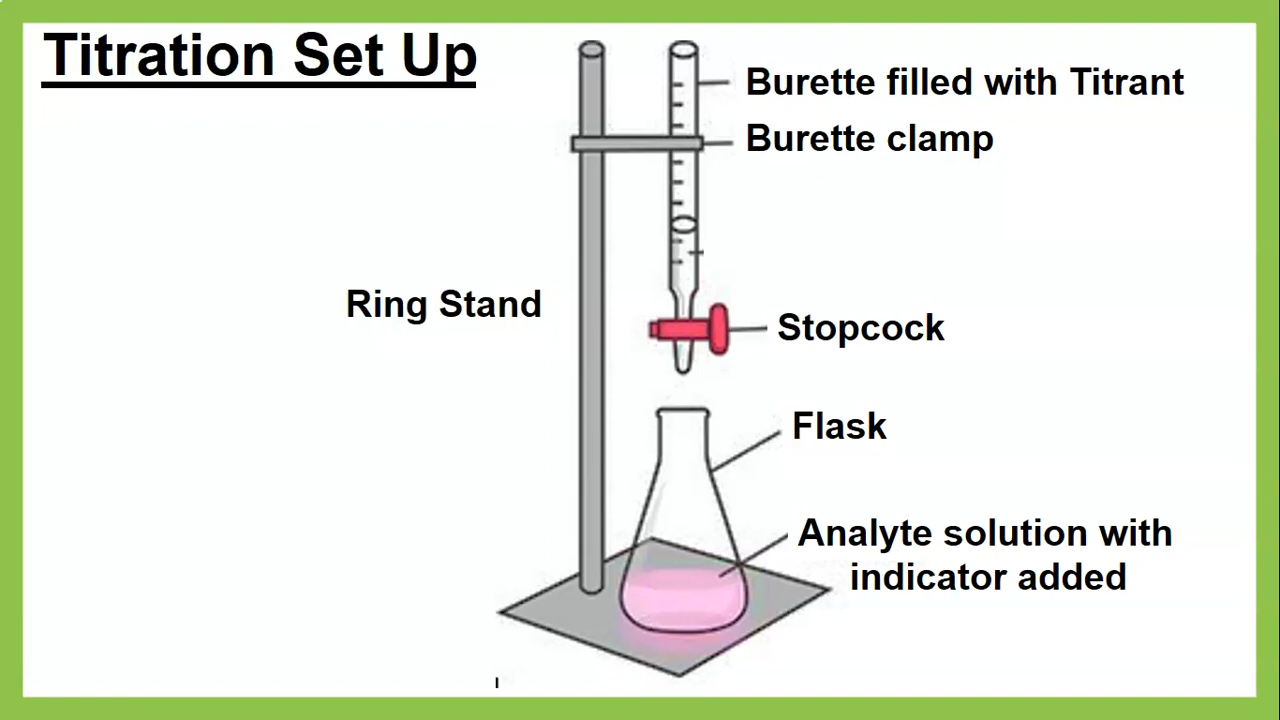 Titration Set Up
Burette filled with Titrant
Burette clamp
Ring Stand
Stopcock
Flask
Analyte solution with
indicator added